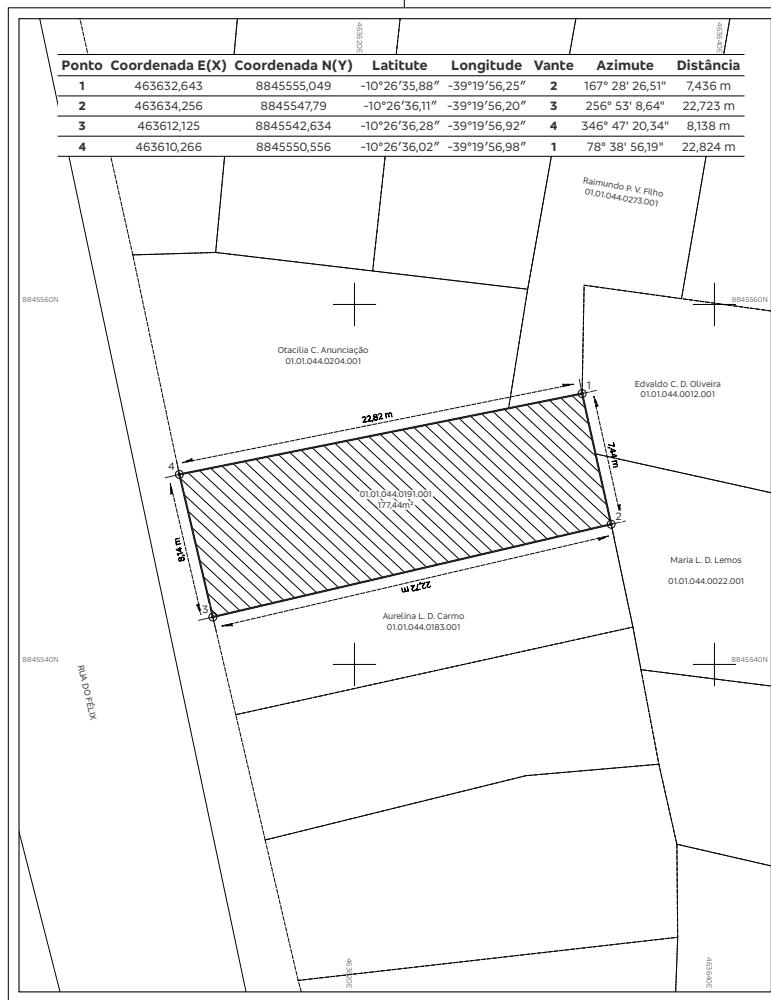 463620E
463640E
Ponto Coordenada E(X) Coordenada N(Y) Latitute Longitude Vante Azimute Distância
1 463632,643 8845555,049 -10°26′35,88″ -39°19′56,25″ 2 167° 28' 26,51" 7,436 m
2 463634,256 8845547,79 -10°26′36,11″ -39°19′56,20″ 3 256° 53' 8,64" 22,723 m
3 463612,125 8845542,634 -10°26′36,28″ -39°19′56,92″ 4 346° 47' 20,34" 8,138 m
4 463610,266 8845550,556 -10°26′36,02″ -39°19′56,98″ 1 78° 38' 56,19" 22,824 m
Raimundo P. V. Filho
01.01.044.0273.001
8845560N
8845560N
Otacilia C. Anunciação
01.01.044.0204.001
Edvaldo C. D. Oliveira
01.01.044.0012.001
1
22,82 m
7,44 m
4
01.01.044.0191.001
177,44m²
2
8,14 m
22,72 m
3
Maria L. D. Lemos
01.01.044.0022.001
Aurelina L. D. Carmo
01.01.044.0183.001
8845540N
8845540N
RUA DO FÉLIX
463620E
463640E